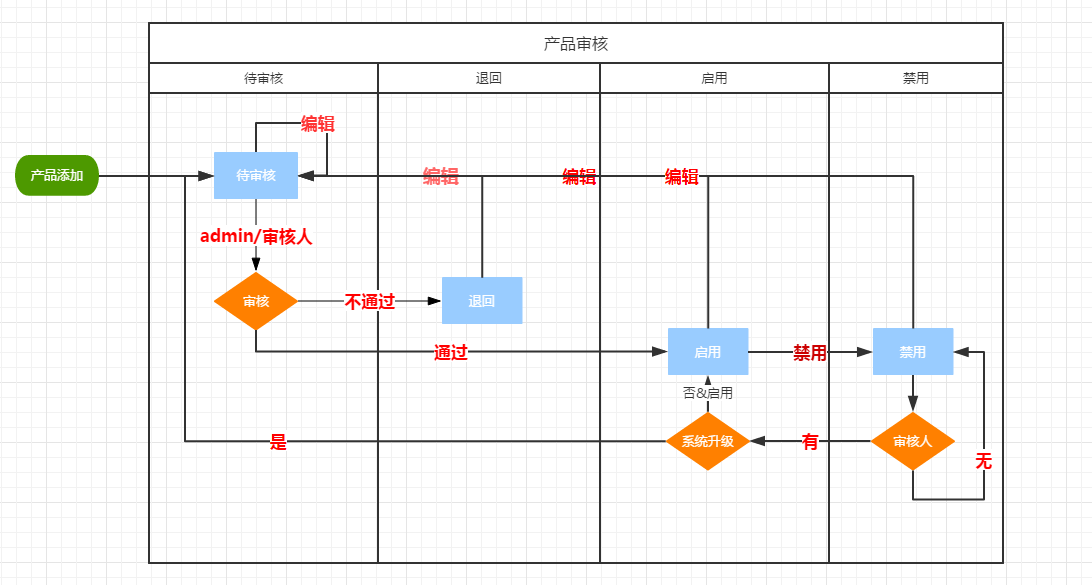 产品审核
待审核
退回
启用
禁用
编辑
产品添加
待审核
编辑
编辑
编辑
admin/审核人
审核
不通过
退回
通过
启用
禁用
禁用
否&启用
是
系统升级
有
审核人
无